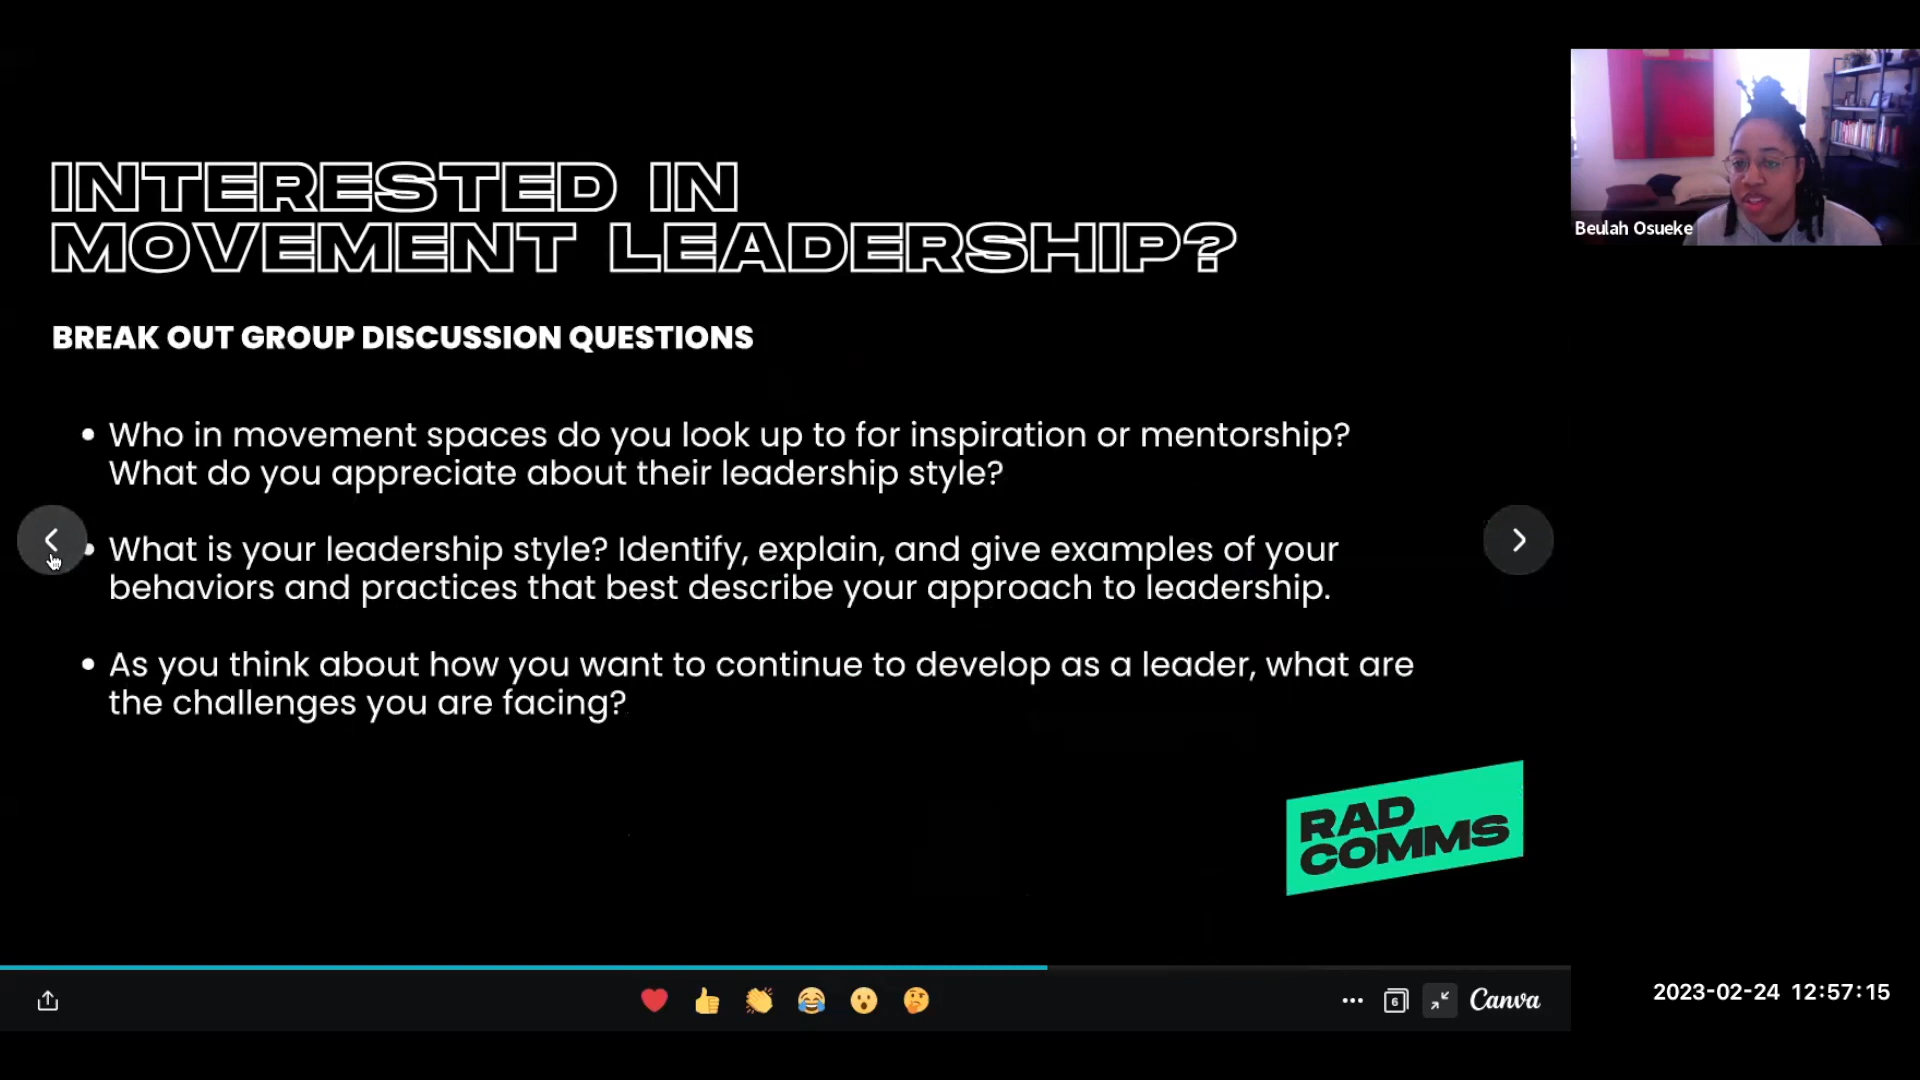 INTERESTED IN
MOVEMENT LEADERSHIP?
Beulah Osueke
BREAK OUT GROUP DISCUSSION QUESTIONS
• Who in movement spaces do you look up to for inspiration or mentorship?
What do you appreciate about their leadership style?
• What is your leadership style? Identify, explain, and give examples of your
behaviors and practices that best describe your approach to leadership.
• As you think about how you want to continue to develop as a leader, what are
the challenges you are facing?
RAD
COMMS
6
Canva
2023-02-24 12:57:15